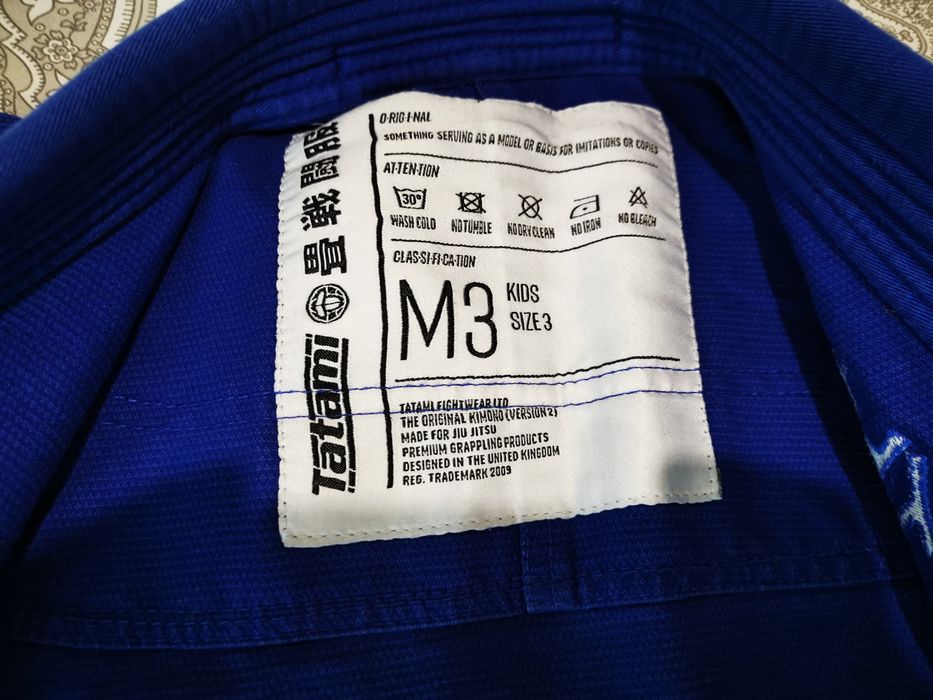 O·RIG·I·NAL
SOMETHING SERVING AS A MODEL OR BASIS FOR IMITATIONS OR COPIES
AT·TEN·TION
30°
WASH COLD
NO TUMBLE
NO DRY CLEAN
NO IRON
NO BLEACH
CLAS·SI·FI·CA·TION
M3
KIDS
SIZE 3
TATAMI FIGHTWEAR LTD
THE ORIGINAL KIMONO (VERSION 2)
MADE FOR JIU JITSU
PREMIUM GRAPPLING PRODUCTS
DESIGNED IN THE UNITED KINGDOM
REG. TRADEMARK 2009
Tatami
畳戦闘服